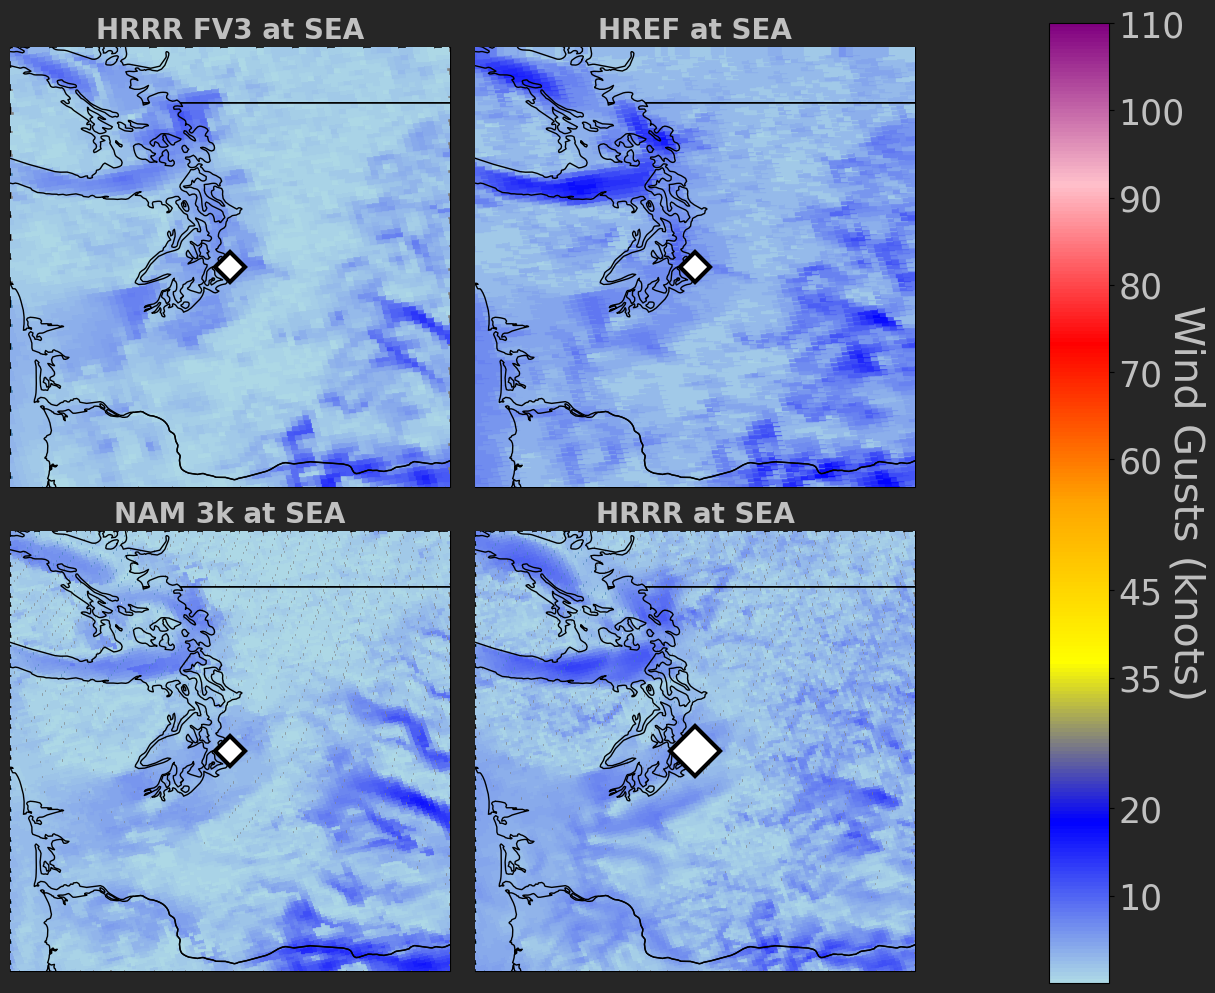 HRRR FV3 at SEA
HREF at SEA
NAM 3k at SEA
HRRR at SEA
110
100
90
80
70
60
45
35
20
10
Wind Gusts (knots)